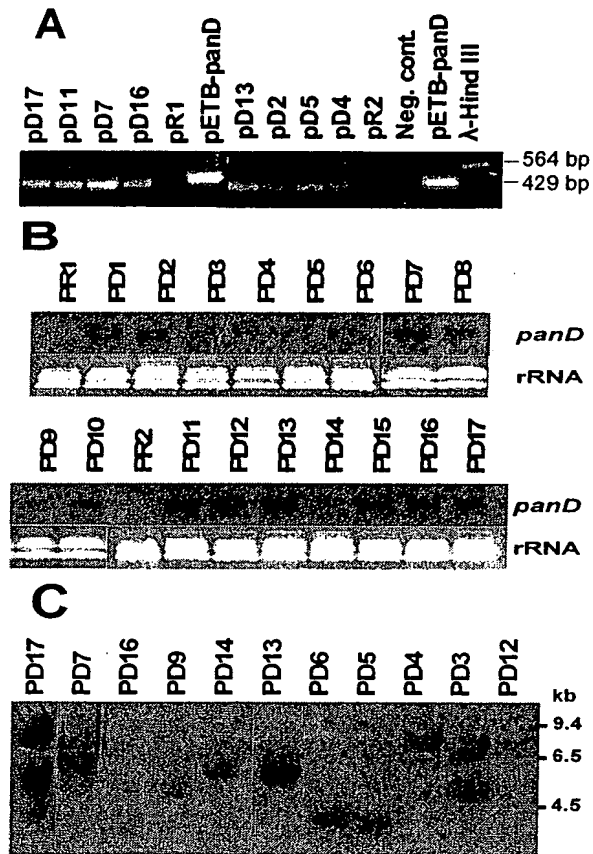 A
pD17 pD11 pD7 pD16 pR1 pETB-panD pD13 pD2 pD5 pD4 pR2 Neg. cont. pETB-panD λ-Hind III
564 bp
429 bp
B
PR1 PD1 PD2 PD3 PD4 PD5 PD6 PD7 PD8
panD
rRNA
PD9 PD10 PR2 PD11 PD12 PD13 PD14 PD15 PD16 PD17
panD
rRNA
C
PD17 PD7 PD16 PD9 PD14 PD13 PD6 PD5 PD4 PD3 PD12
kb
9.4
6.5
4.5